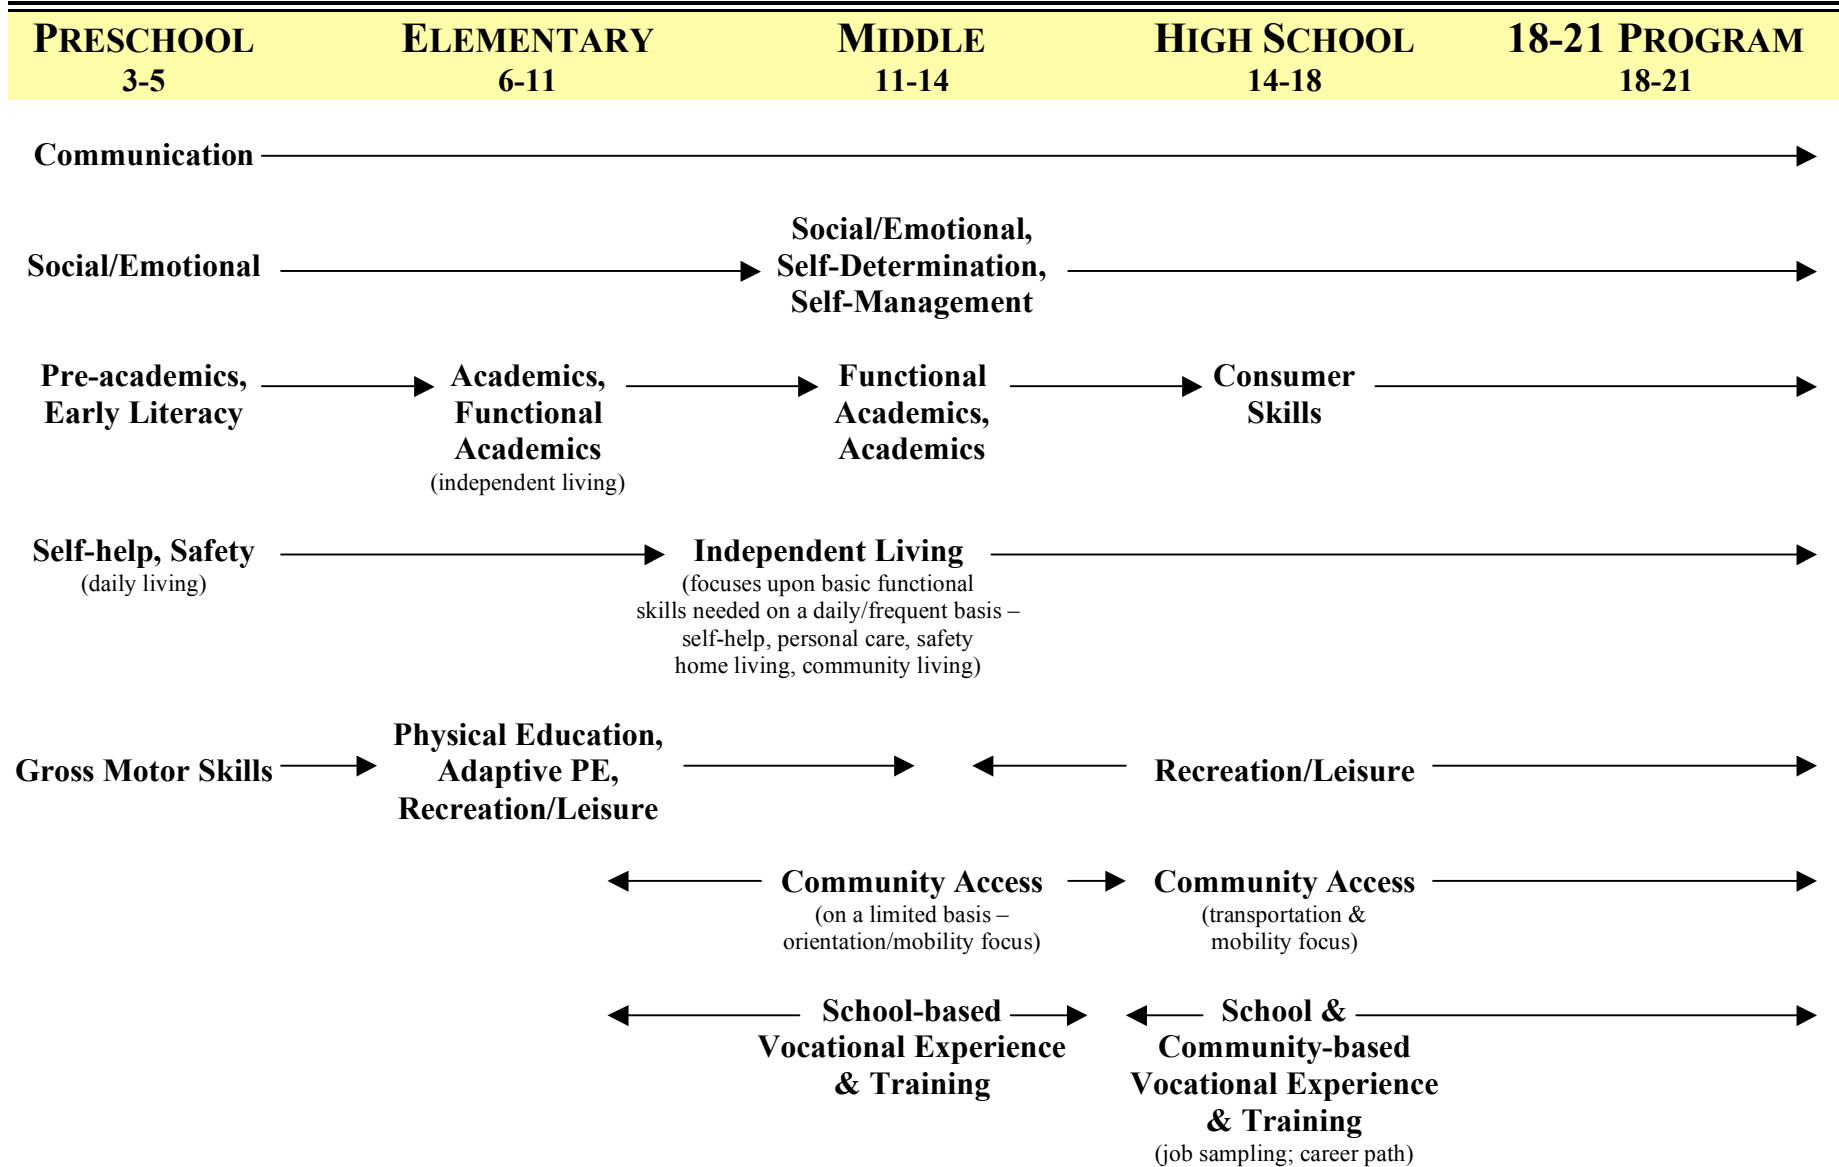 PRESCHOOL ELEMENTARY MIDDLE HIGH SCHOOL 18-21 PROGRAM
3-5 6-11 11-14 14-18 18-21
Communication
Social/Emotional
Social/Emotional,
Self-Determination,
Self-Management
Pre-academics,
Early Literacy
Academics,
Functional
Academics
(independent living)
Functional
Academics,
Academics
Consumer
Skills
Self-help, Safety
(daily living)
Independent Living
(focuses upon basic functional
skills needed on a daily/frequent basis –
self-help, personal care, safety
home living, community living)
Gross Motor Skills
Physical Education,
Adaptive PE,
Recreation/Leisure
Recreation/Leisure
Community Access
(on a limited basis –
orientation/mobility focus)
Community Access
(transportation &
mobility focus)
School-based
Vocational Experience
& Training
School &
Community-based
Vocational Experience
& Training
(job sampling; career path)